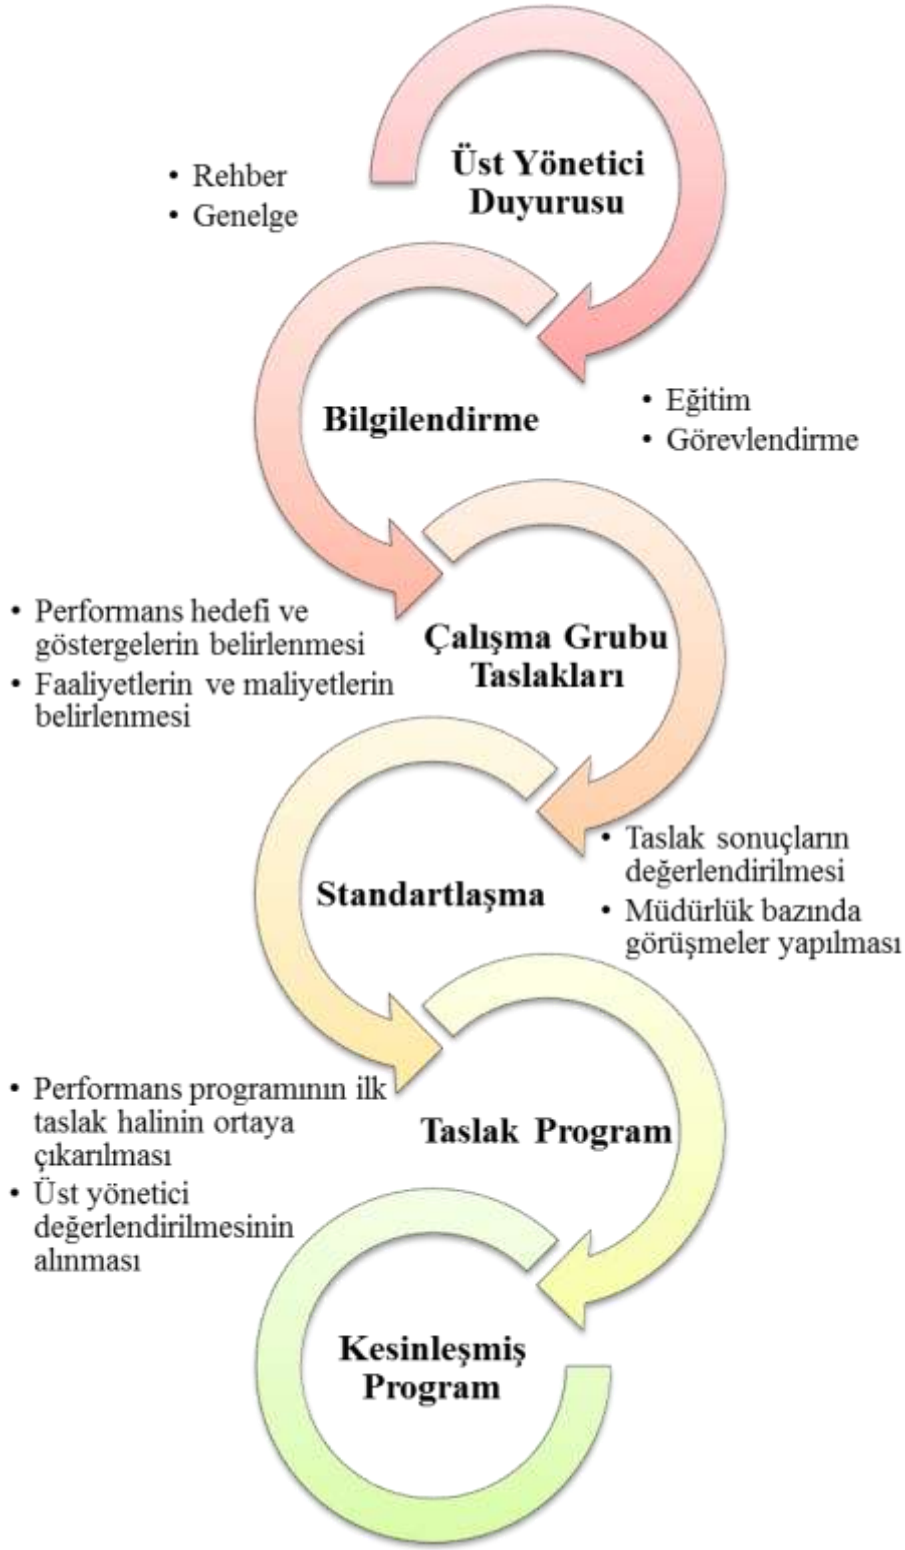 Üst Yönetici
Duyurusu
• Rehber
• Genelge
Bilgilendirme
• Eğitim
• Görevlendirme
Çalışma Grubu
Taslakları
• Performans hedefi ve
göstergelerin belirlenmesi
• Faaliyetlerin ve maliyetlerin
belirlenmesi
Standartlaşma
• Taslak sonuçların
değerlendirilmesi
• Müdürlük bazında
görüşmeler yapılması
Taslak Program
• Performans programının ilk
taslak halinin ortaya
çıkarılması
• Üst yönetici
değerlendirilmesinin
alınması
Kesinleşmiş
Program